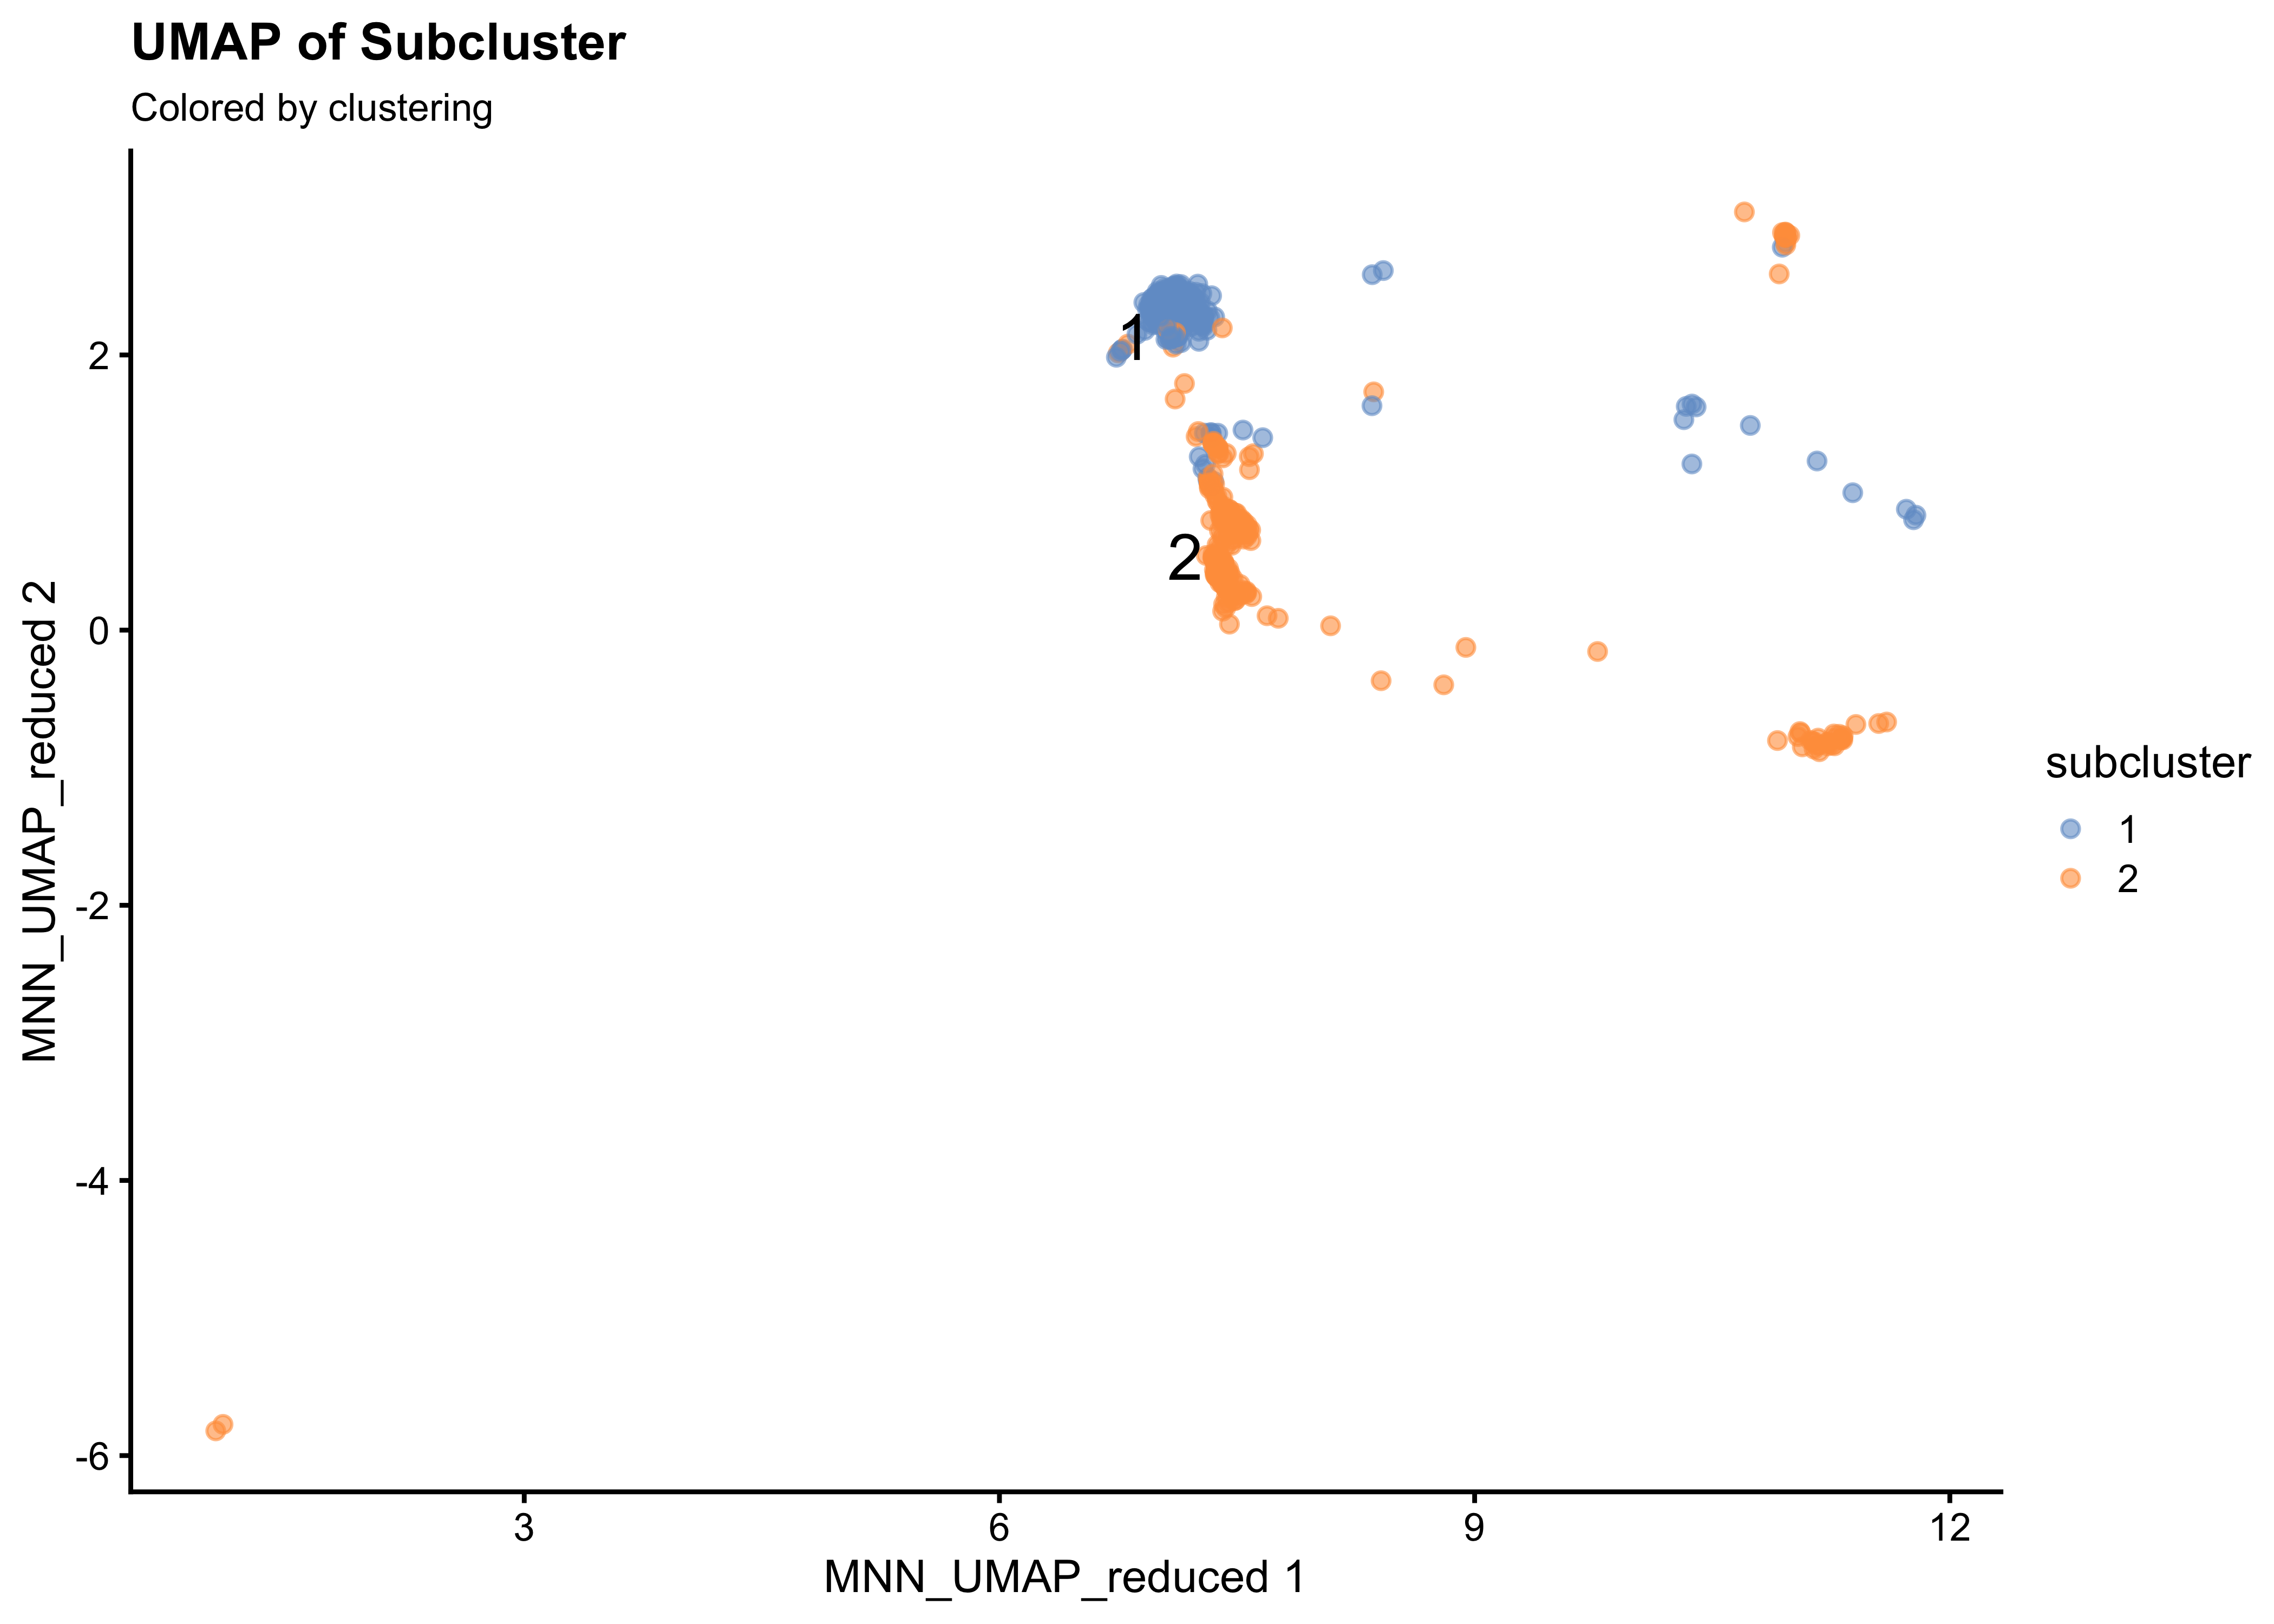 UMAP of Subcluster
Colored by clustering
MNN_UMAP_reduced 2
2
0
-2
-4
-6
1
2
subcluster
1
2
3
6
9
12
MNN_UMAP_reduced 1